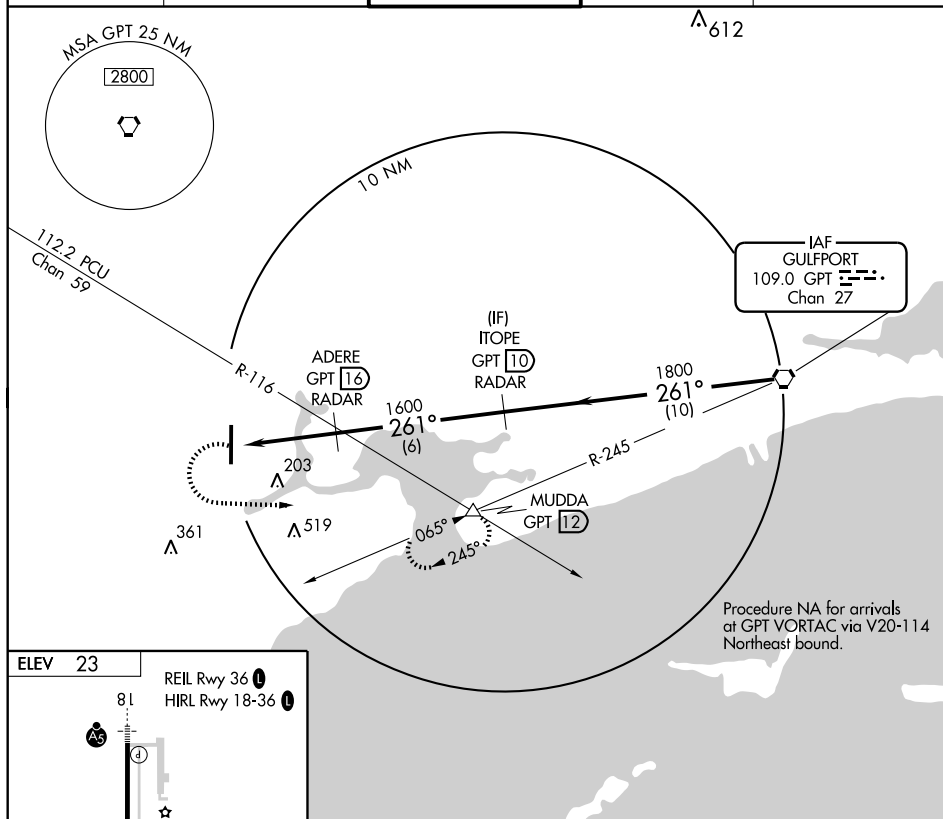 612
MSA GPT 25 NM
2800
10 NM
112.2 PCU
Chan 59
R-116
IAF
GULFPORT
109.0 GPT
Chan 27
(IF)
ITOPE
GPT 10
RADAR
ADERE
GPT 16
RADAR
1800
261°
(10)
1600
261°
(6)
R-245
203
519
361
MUDDA
GPT 12
065°
245°
Procedure NA for arrivals
at GPT VORTAC via V20-114
Northeast bound.
ELEV 23
REIL Rwy 36 L
HIRL Rwy 18-36 L
18
A5
P